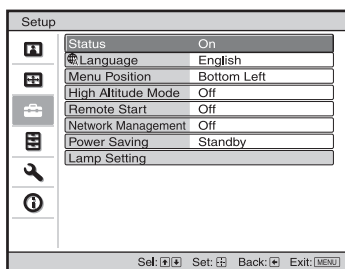 Setup
Status On
Language English
Menu Position Bottom Left
High Altitude Mode Off
Remote Start Off
Network Management Off
Power Saving Standby
Lamp Setting
Sel: Set: Back: Exit: MENU